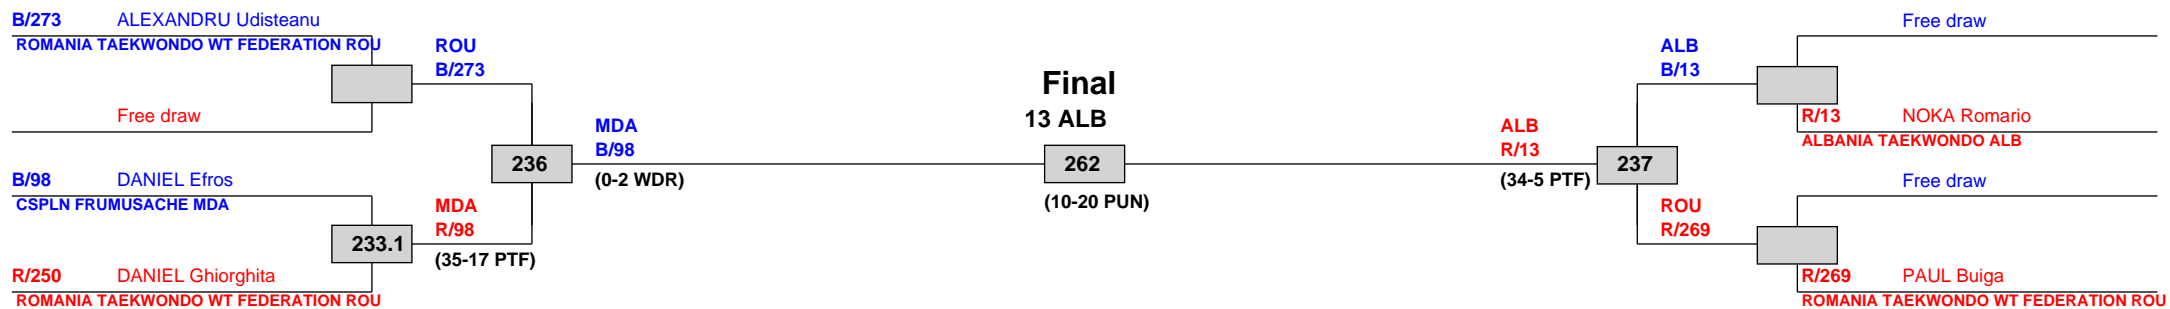 B/273 ALEXANDRU Udisteanu
ROMANIA TAEKWONDO WT FEDERATION ROU
Free draw
B/98 DANIEL Efros
CSPLN FRUMUSACHE MDA
R/250 DANIEL Ghiorghita
ROMANIA TAEKWONDO WT FEDERATION ROU
233.1
ROU
B/273
MDA
R/98
(35-17 PTF)
236
MDA
B/98
(0-2 WDR)
Final
13 ALB
262
(10-20 PUN)
ALB
R/13
(34-5 PTF)
237
ALB
B/13
ROU
R/269
Free draw
R/13 NOKA Romario
ALBANIA TAEKWONDO ALB
Free draw
R/269 PAUL Buiga
ROMANIA TAEKWONDO WT FEDERATION ROU